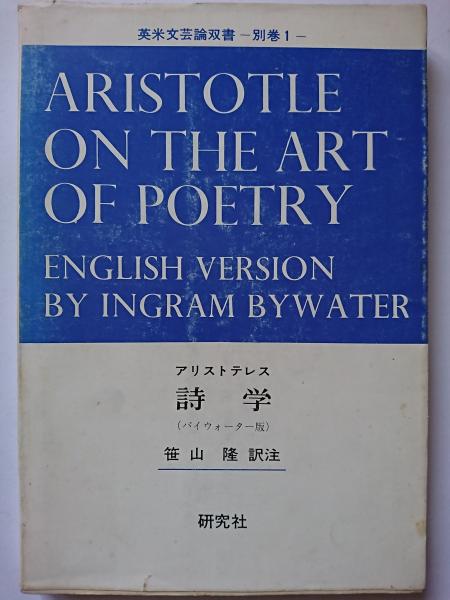 英米文芸論双書 －別巻1－
ARISTOTLE
ON THE ART
OF POETRY
ENGLISH VERSION
BY INGRAM BYWATER
アリストテレス
詩 学
(バイウォーター版)
笹山 隆 訳注
研究社